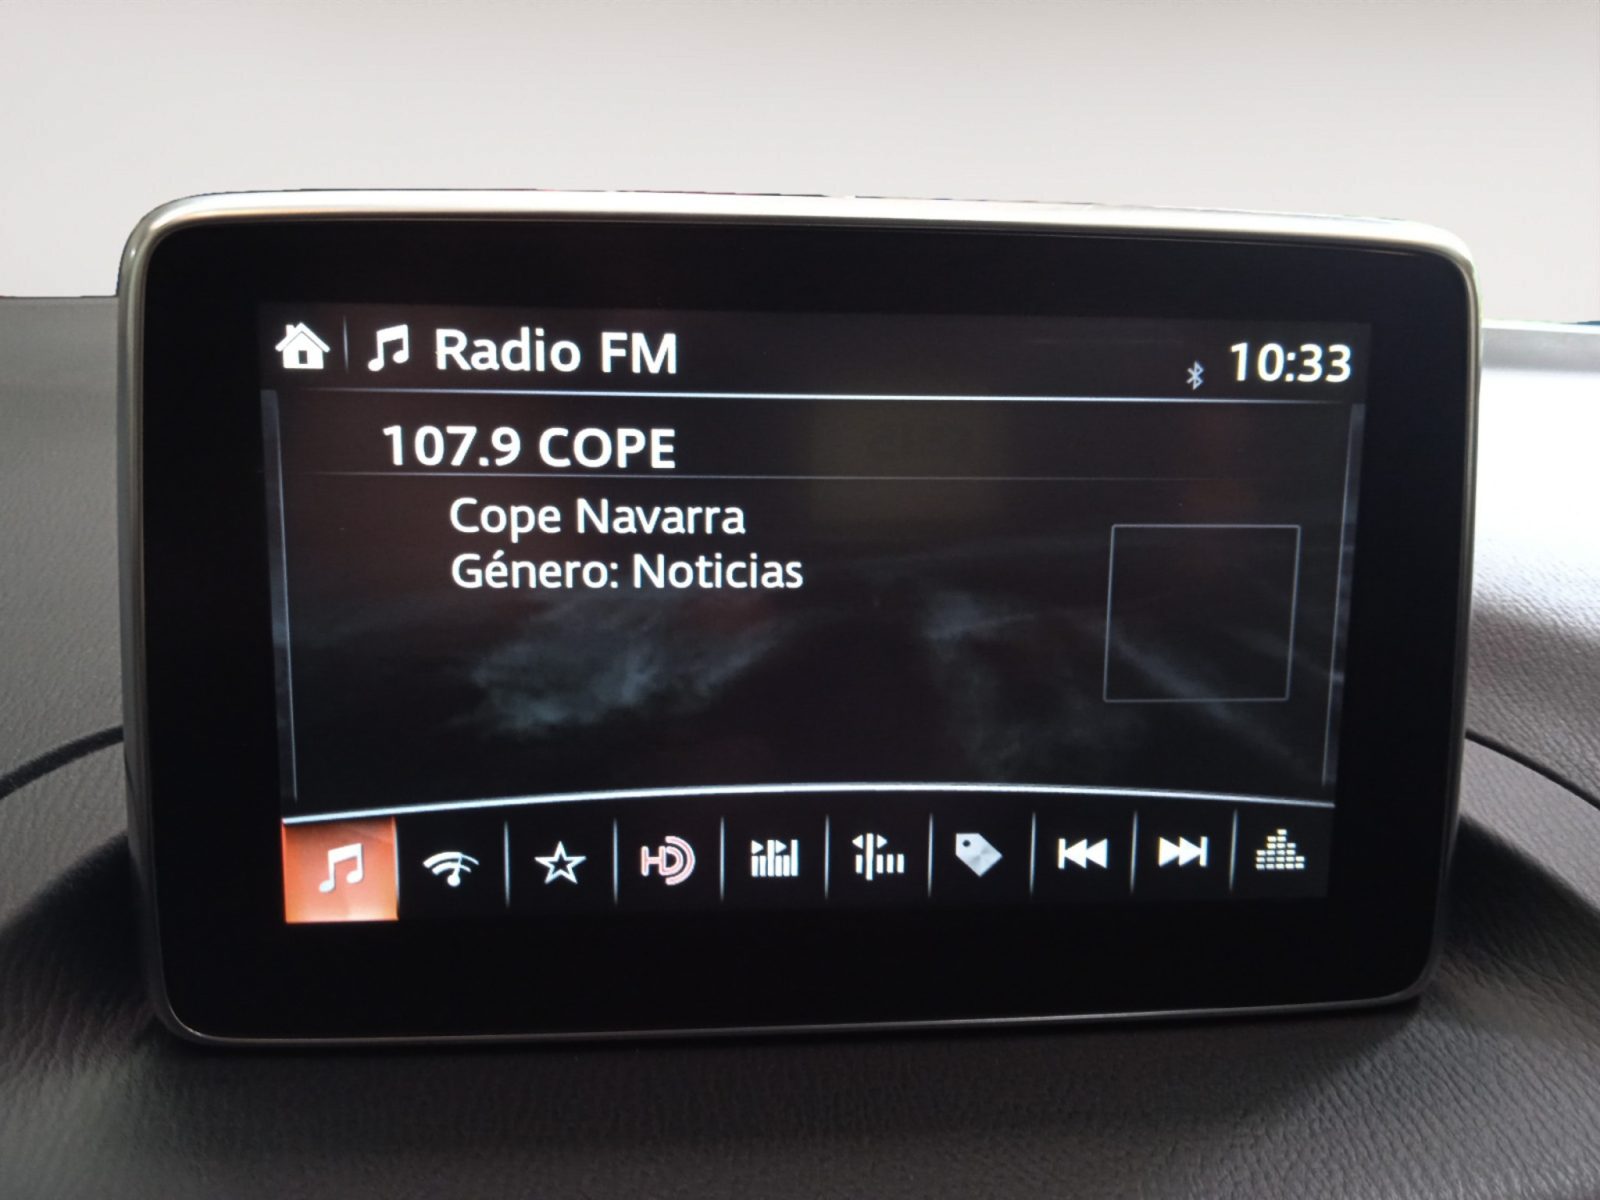 Radio FM
10:33
107.9 COPE
Cope Navarra
Género: Noticias
HD